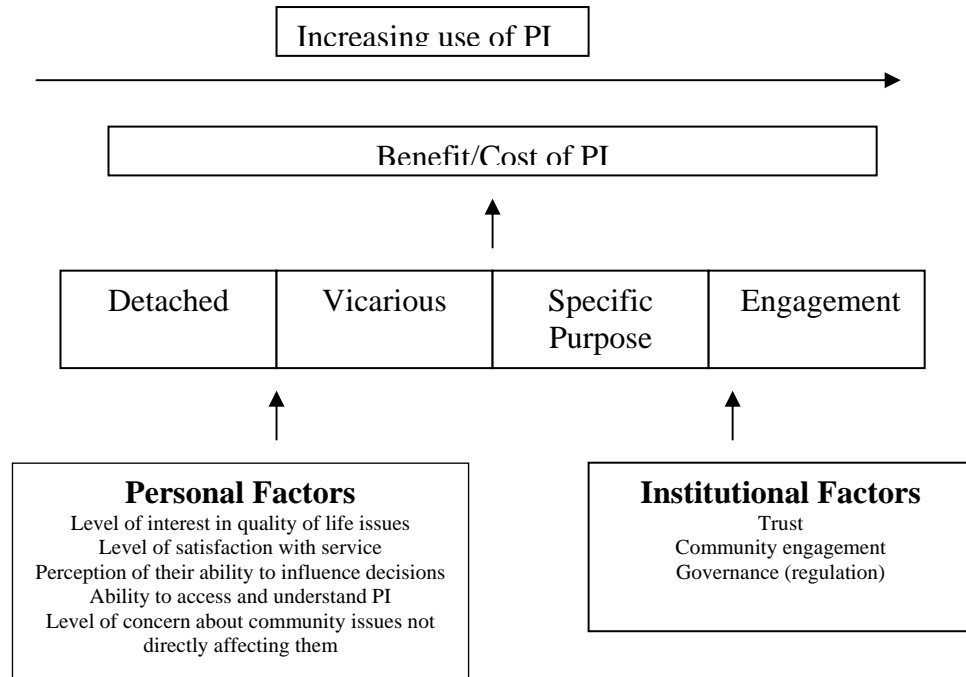 Increasing use of PI
Benefit/Cost of PI
Detached
Vicarious
Specific
Purpose
Engagement
Personal Factors
Level of interest in quality of life issues
Level of satisfaction with service
Perception of their ability to influence decisions
Ability to access and understand PI
Level of concern about community issues not
directly affecting them
Institutional Factors
Trust
Community engagement
Governance (regulation)